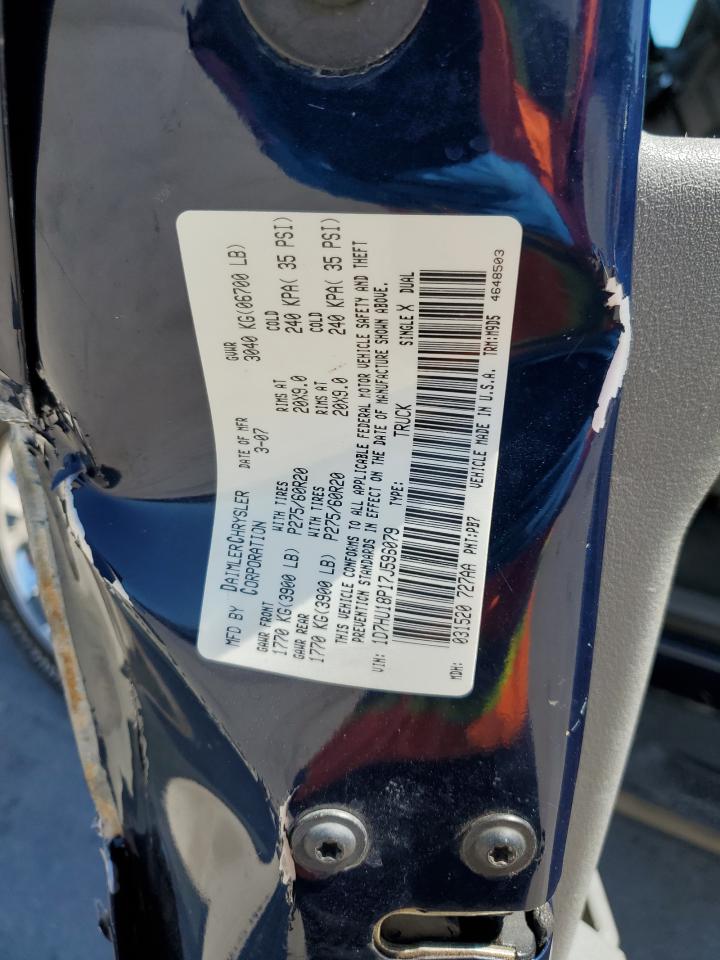 MFD BY DAIMLERCHRYSLER CORPORATION
DATE OF MFR 3-07
GVWR 3040 KG(06700 LB)
GAWR FRONT WITH TIRES RIMS AT COLD
1770 KG(3900 LB) P275/60R20 20X9.0 240 KPA( 35 PSI)
GAWR REAR WITH TIRES RIMS AT COLD
1770 KG(3900 LB) P275/60R20 20X9.0 240 KPA( 35 PSI)
THIS VEHICLE CONFORMS TO ALL APPLICABLE FEDERAL MOTOR VEHICLE SAFETY AND THEFT
PREVENTION STANDARDS IN EFFECT ON THE DATE OF MANUFACTURE SHOWN ABOVE.
VIN: 1D7HU18P17J596079 TYPE: TRUCK SINGLE X DUAL
MDH: 031520 727AA PNT:PB7 VEHICLE MADE IN U.S.A. TRM:M9D5 4648503